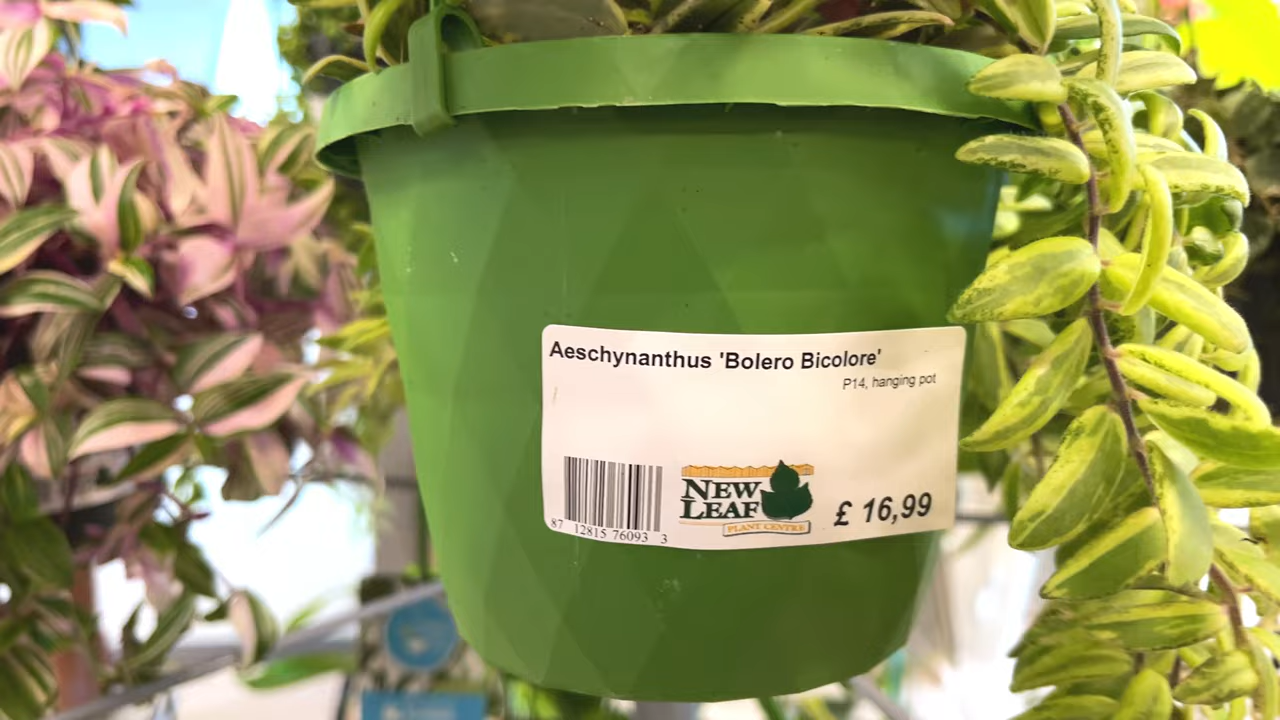 Aeschynanthus 'Bolero Bicolore'
P14, hanging pot
NEW
LEAF
PLANT CENTRE
£ 16,99
87 12815 76093 3